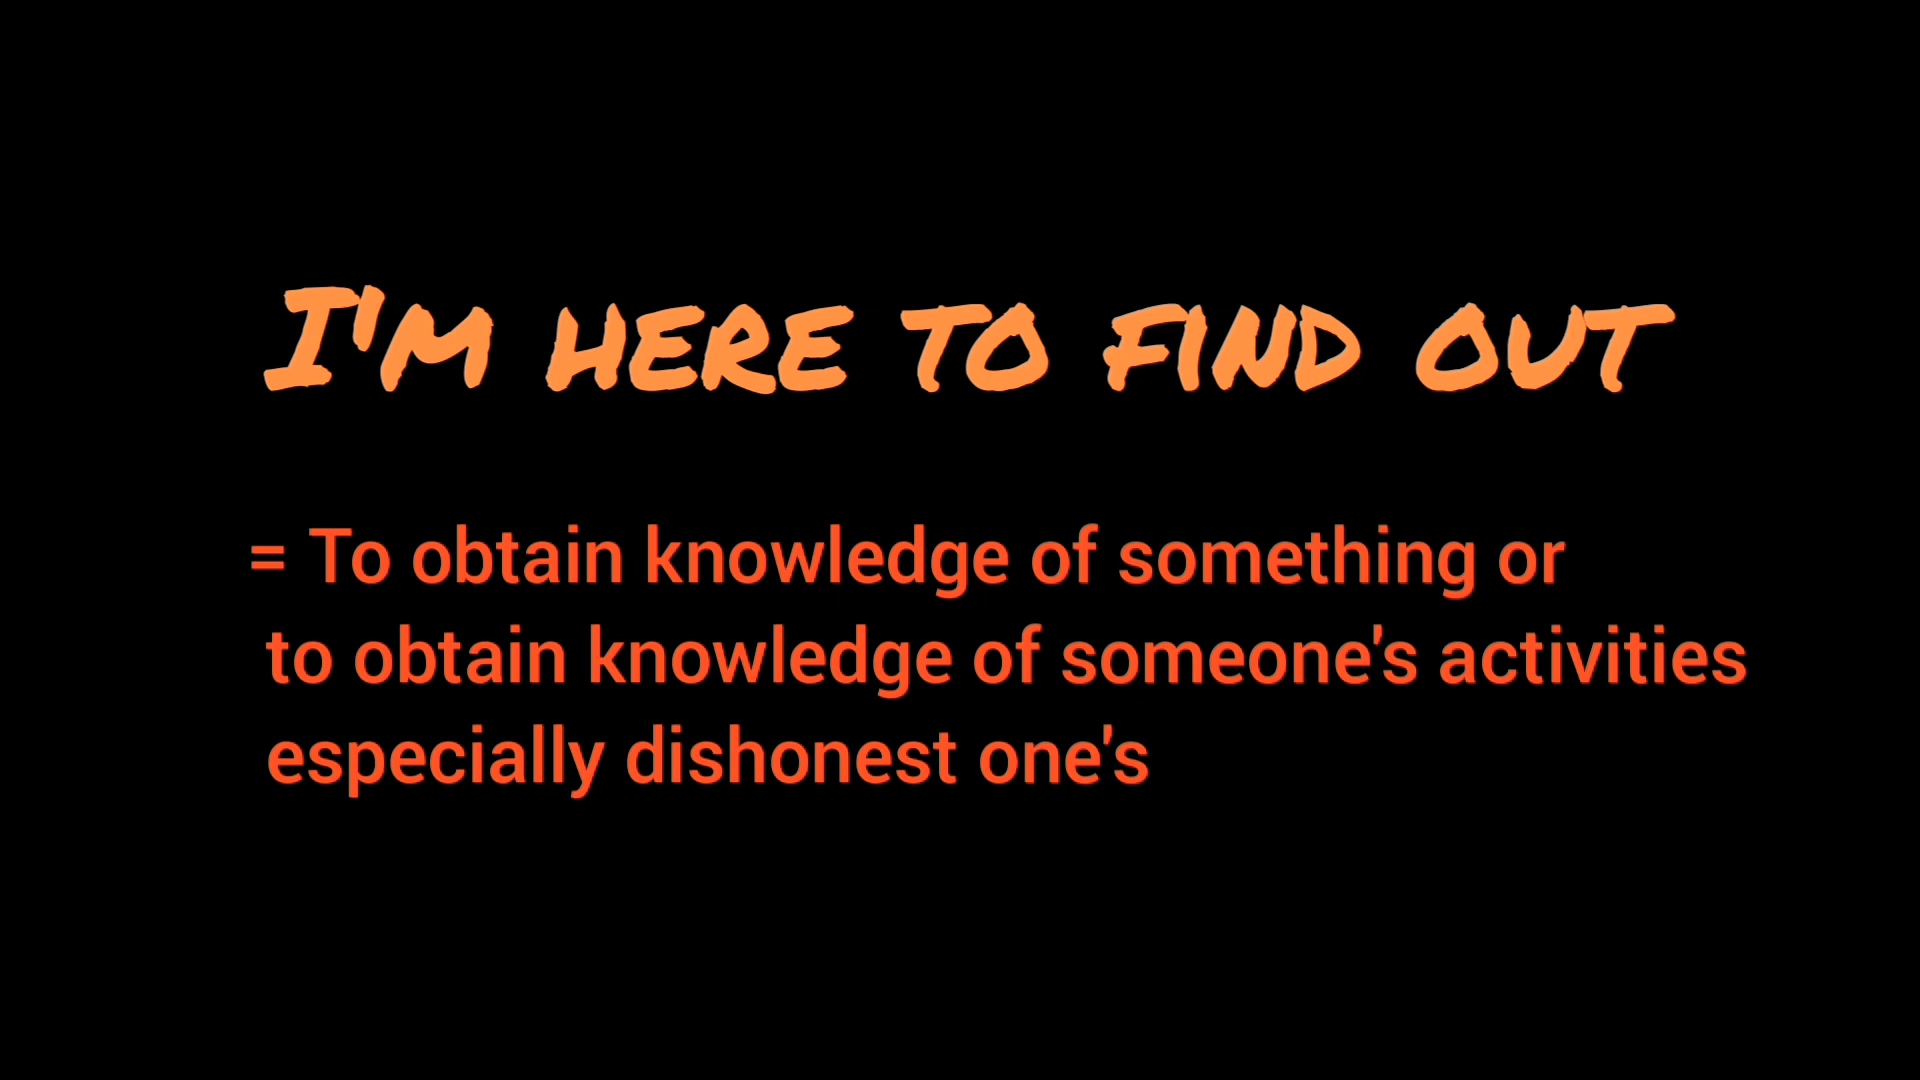 I'M HERE TO FIND OUT
= To obtain knowledge of something or
to obtain knowledge of someone's activities
especially dishonest one's